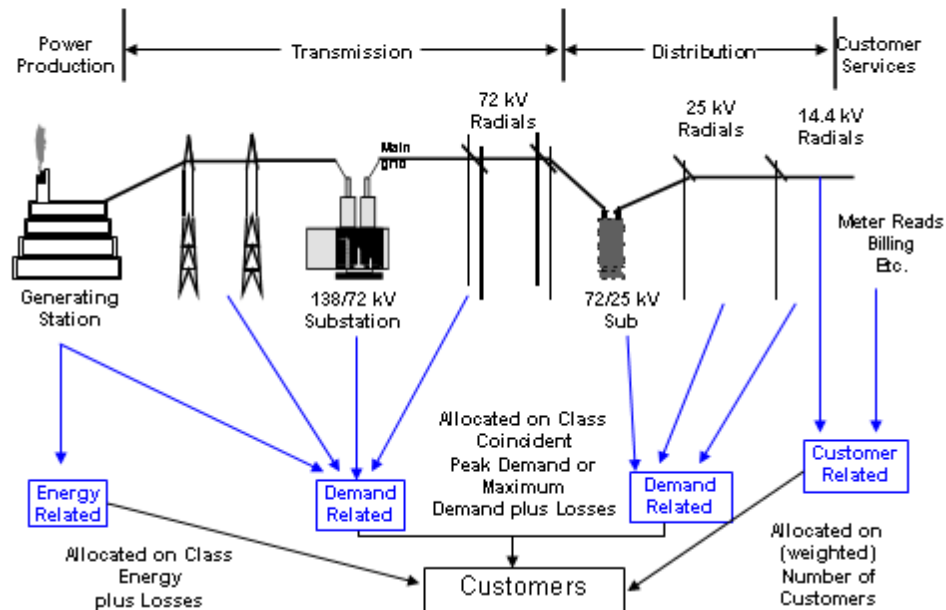 Power
Production
Transmission
Distribution
Customer
Services
72 kV
Radials
25 kV
Radials
14.4 kV
Radials
Main
grid
Meter Reads
Billing
Etc.
Generating
Station
138/72 kV
Substation
72/25 kV
Sub
Allocated on Class
Coincident
Peak Demand or
Maximum
Demand plus Losses
Energy
Related
Demand
Related
Demand
Related
Customer
Related
Allocated on Class
Energy
plus Losses
Customers
Allocated on
(weighted)
Number of
Customers